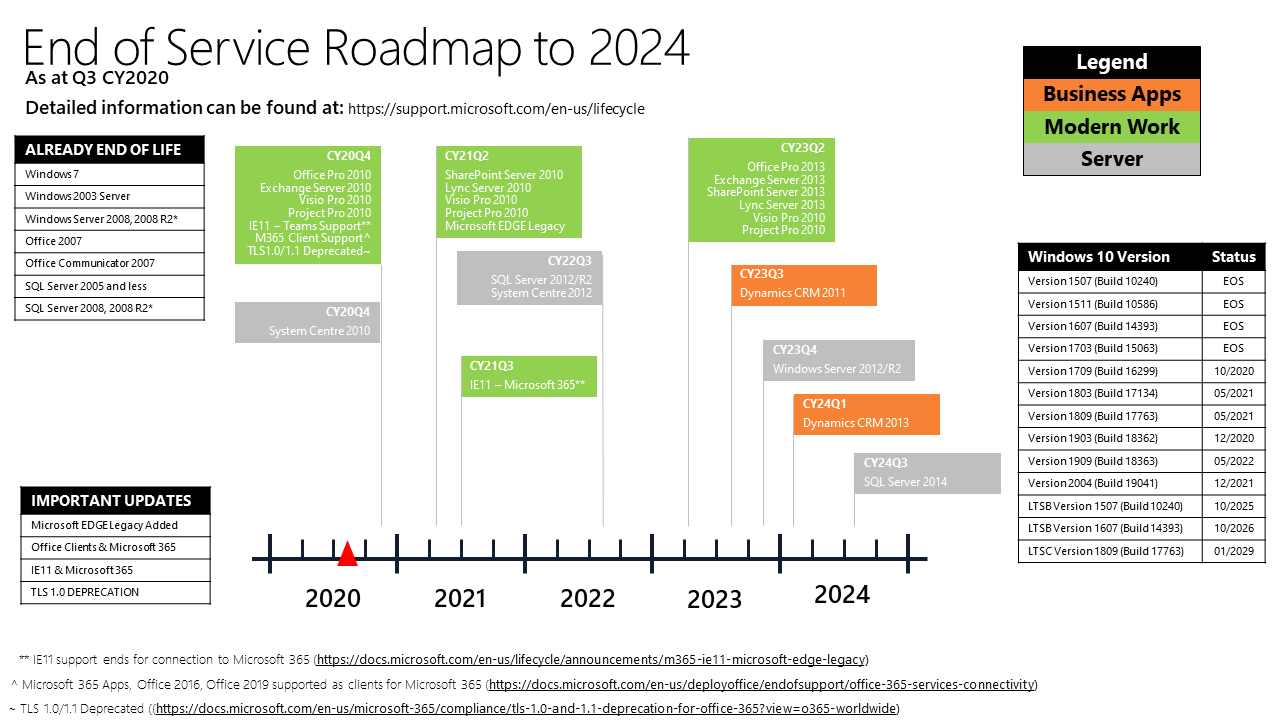 End of Service Roadmap to 2024
As at Q3 CY2020
Detailed information can be found at: https://support.microsoft.com/en-us/lifecycle
Legend
Business Apps
Modern Work
Server
ALREADY END OF LIFE
Windows 7
Windows 2003 Server
Windows Server 2008, 2008 R2*
Office 2007
Office Communicator 2007
SQL Server 2005 and less
SQL Server 2008, 2008 R2*
CY20Q4
Office Pro 2010
Exchange Server 2010
Visio Pro 2010
Project Pro 2010
IE11 – Teams Support**
M365 Client Support^
TLS1.0/1.1 Deprecated~
CY20Q4
System Centre 2010
CY21Q2
SharePoint Server 2010
Lync Server 2010
Visio Pro 2010
Project Pro 2010
Microsoft EDGE Legacy
CY22Q3
SQL Server 2012/R2
System Centre 2012
CY21Q3
IE11 – Microsoft 365**
CY23Q2
Office Pro 2013
Exchange Server 2013
SharePoint Server 2013
Lync Server 2013
Visio Pro 2010
Project Pro 2010
CY23Q3
Dynamics CRM 2011
CY23Q4
Windows Server 2012/R2
CY24Q1
Dynamics CRM 2013
CY24Q3
SQL Server 2014
Windows 10 Version Status
Version 1507 (Build 10240) EOS
Version 1511 (Build 10586) EOS
Version 1607 (Build 14393) EOS
Version 1703 (Build 15063) EOS
Version 1709 (Build 16299) 10/2020
Version 1803 (Build 17134) 05/2021
Version 1809 (Build 17763) 05/2021
Version 1903 (Build 18362) 12/2020
Version 1909 (Build 18363) 05/2022
Version 2004 (Build 19041) 12/2021
LTSB Version 1507 (Build 10240) 10/2025
LTSB Version 1607 (Build 14393) 10/2026
LTSC Version 1809 (Build 17763) 01/2029
IMPORTANT UPDATES
Microsoft EDGE Legacy Added
Office Clients & Microsoft 365
IE11 & Microsoft 365
TLS 1.0 DEPRECATION
2020 2021 2022 2023 2024
** IE11 support ends for connection to Microsoft 365 (https://docs.microsoft.com/en-us/lifecycle/announcements/m365-ie11-microsoft-edge-legacy)
^ Microsoft 365 Apps, Office 2016, Office 2019 supported as clients for Microsoft 365 (https://docs.microsoft.com/en-us/deployoffice/endofsupport/office-365-services-connectivity)
~ TLS 1.0/1.1 Deprecated ((https://docs.microsoft.com/en-us/microsoft-365/compliance/tls-1.0-and-1.1-deprecation-for-office-365?view=o365-worldwide)